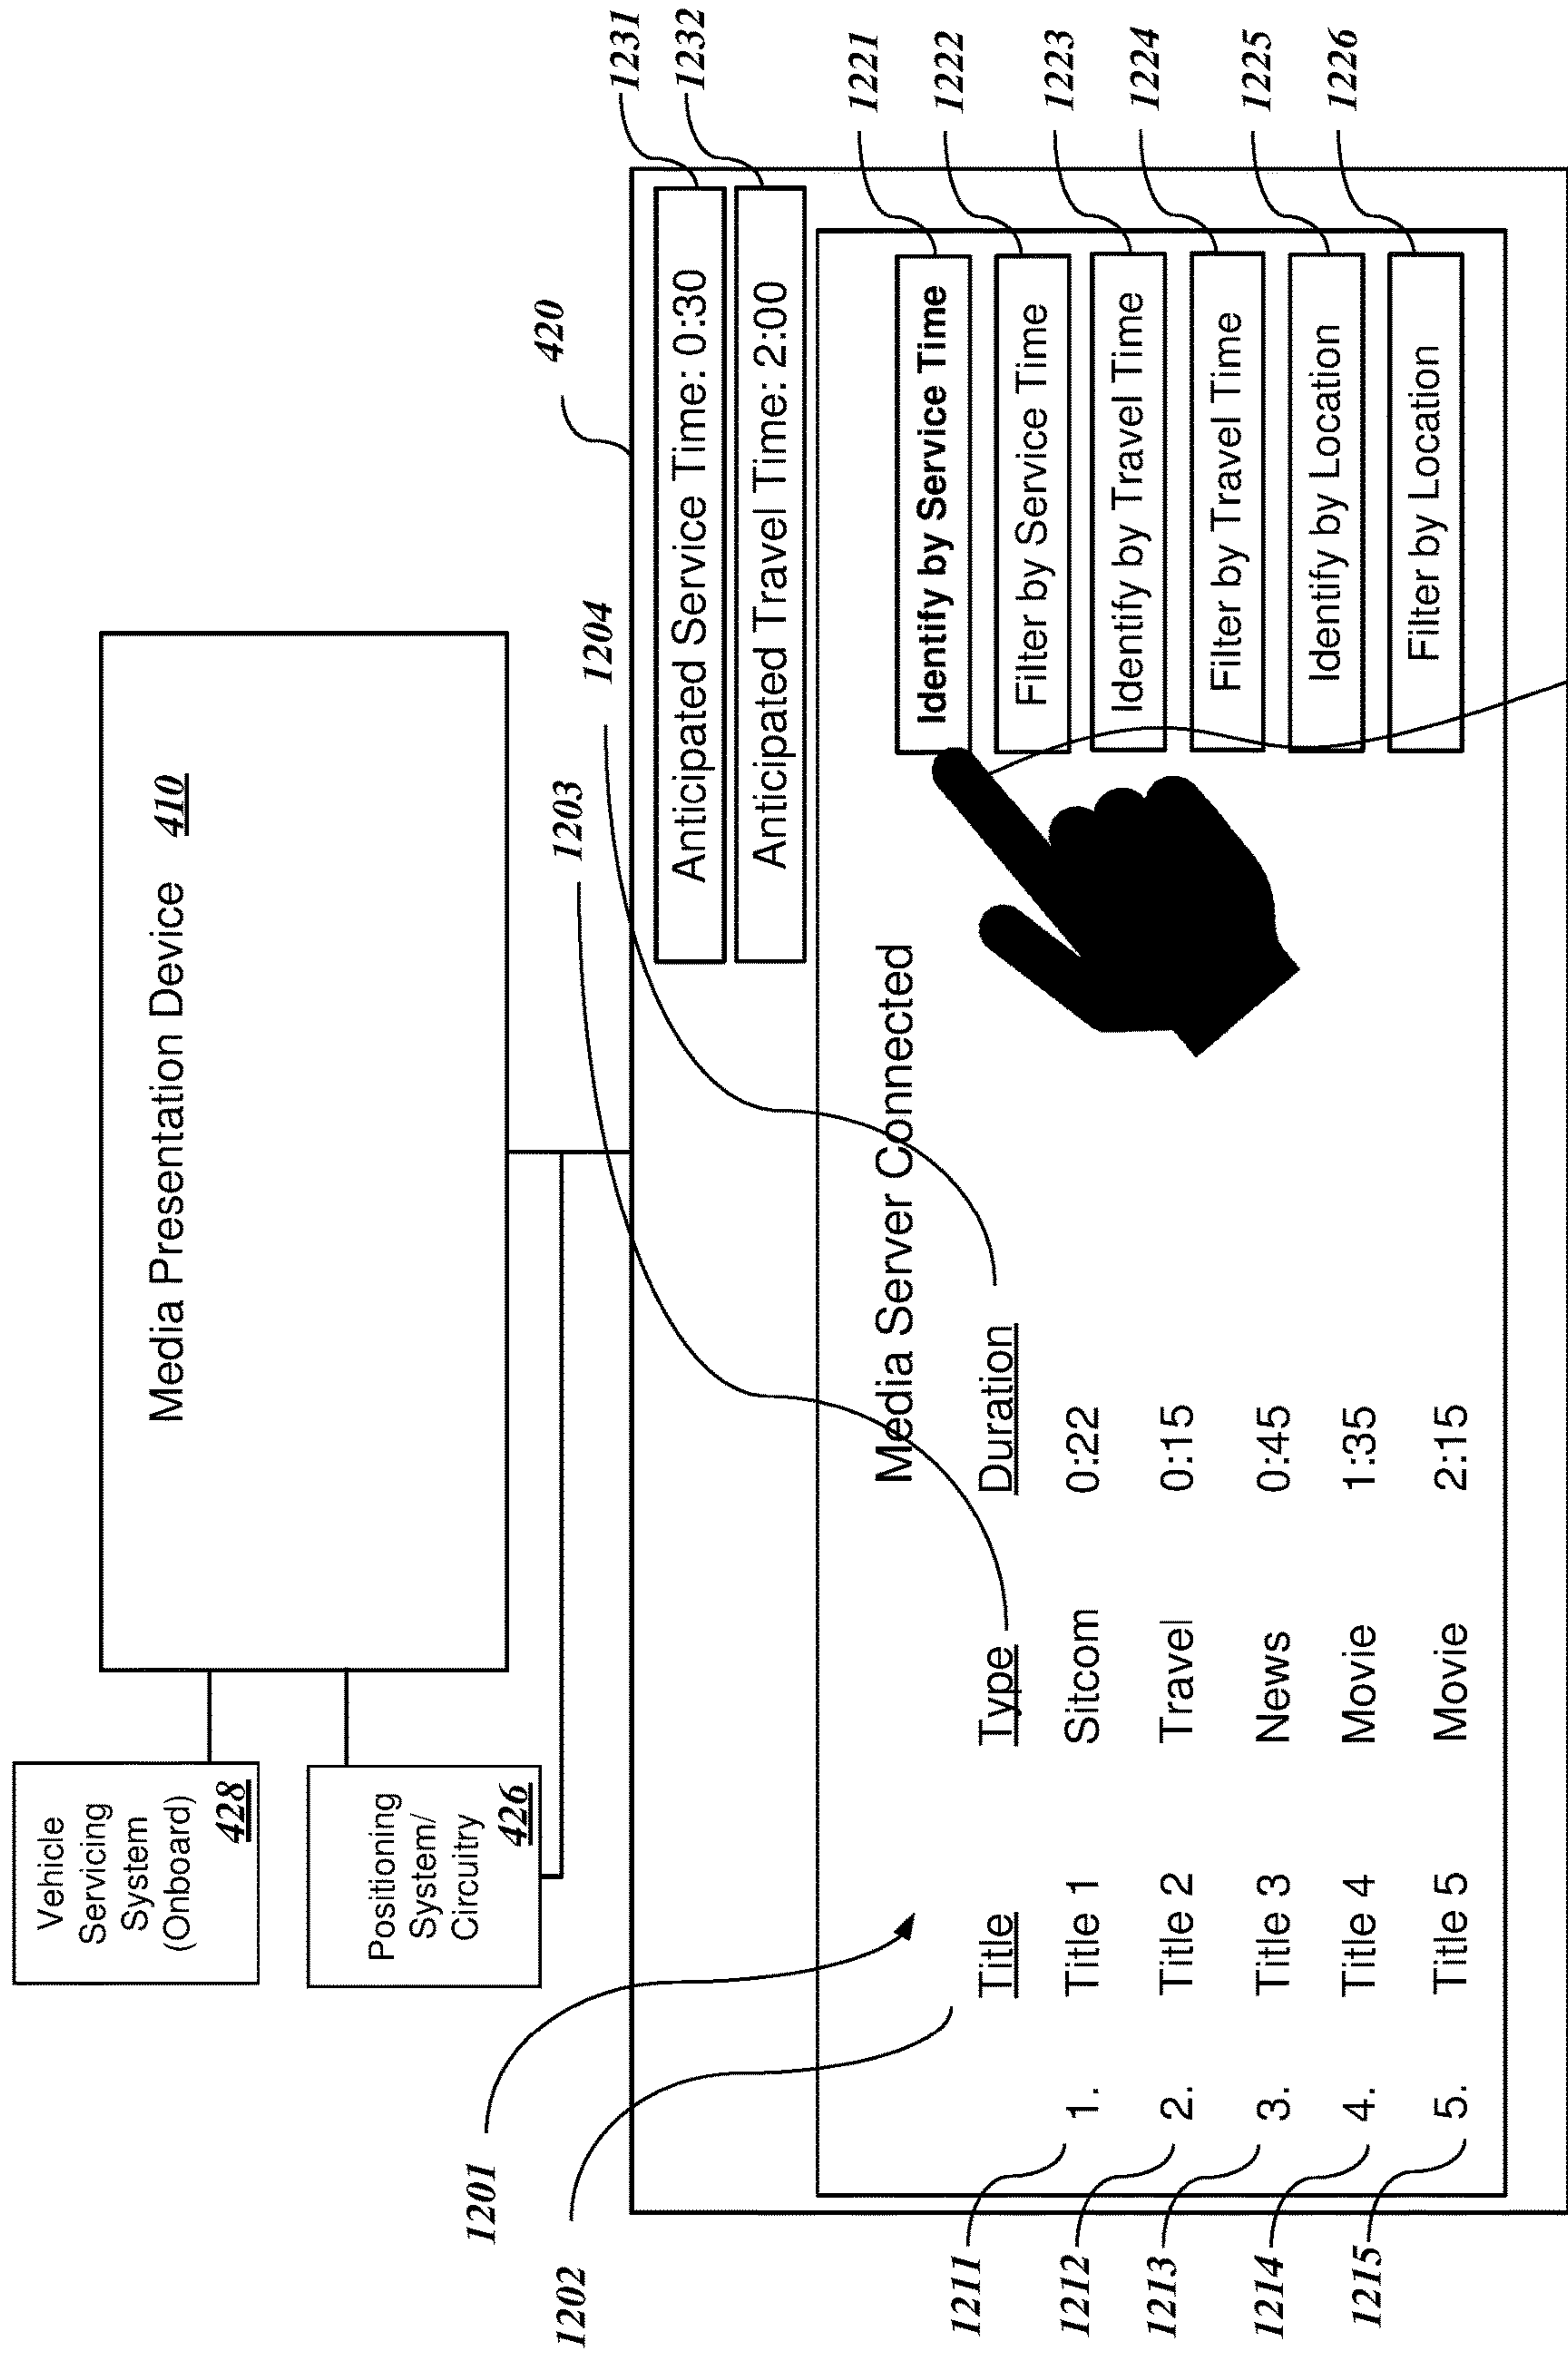 Vehicle
Servicing
System
(Onboard)
428
Positioning
System/
Circuitry
426
Media Presentation Device 410
1201
1202
1203
1204
420
1231
1232
Anticipated Service Time: 0:30
Anticipated Travel Time: 2:00
Media Server Connected
Title Type Duration
1211 1. Title 1 Sitcom 0:22
1212 2. Title 2 Travel 0:15
1213 3. Title 3 News 0:45
1214 4. Title 4 Movie 1:35
1215 5. Title 5 Movie 2:15
Identify by Service Time 1221
Filter by Service Time 1222
Identify by Travel Time 1223
Filter by Travel Time 1224
Identify by Location 1225
Filter by Location 1226